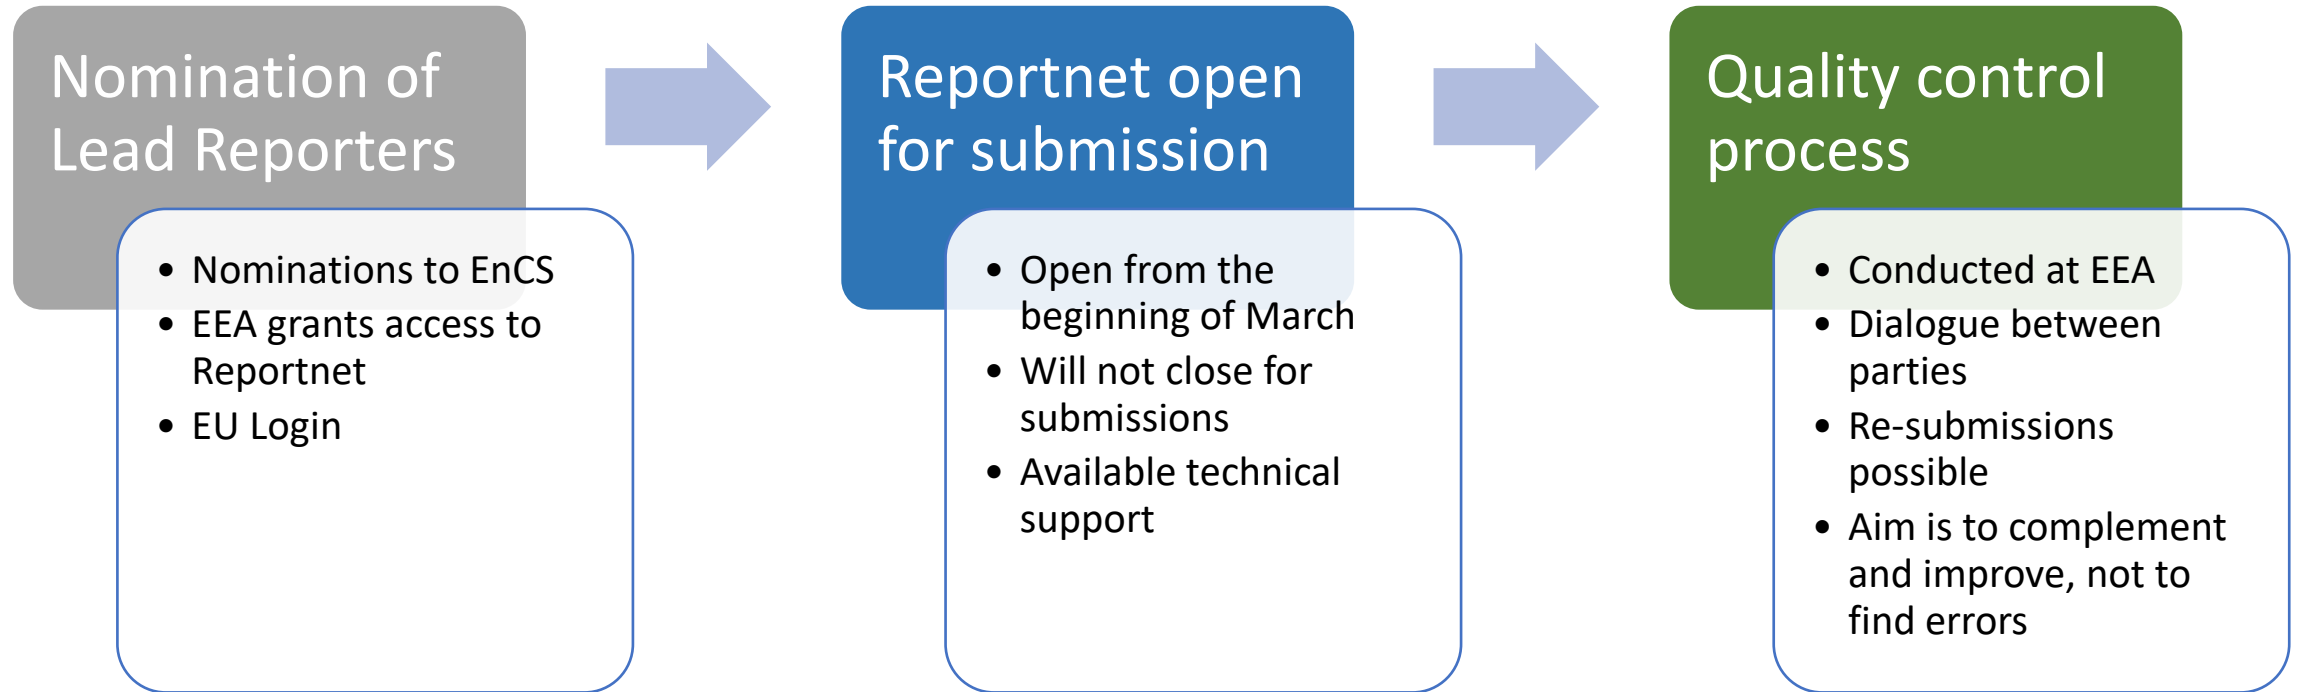 Nomination of
Lead Reporters
• Nominations to EnCS
• EEA grants access to
Reportnet
• EU Login
Reportnet open
for submission
• Open from the
beginning of March
• Will not close for
submissions
• Available technical
support
Quality control
process
• Conducted at EEA
• Dialogue between
parties
• Re-submissions
possible
• Aim is to complement
and improve, not to
find errors